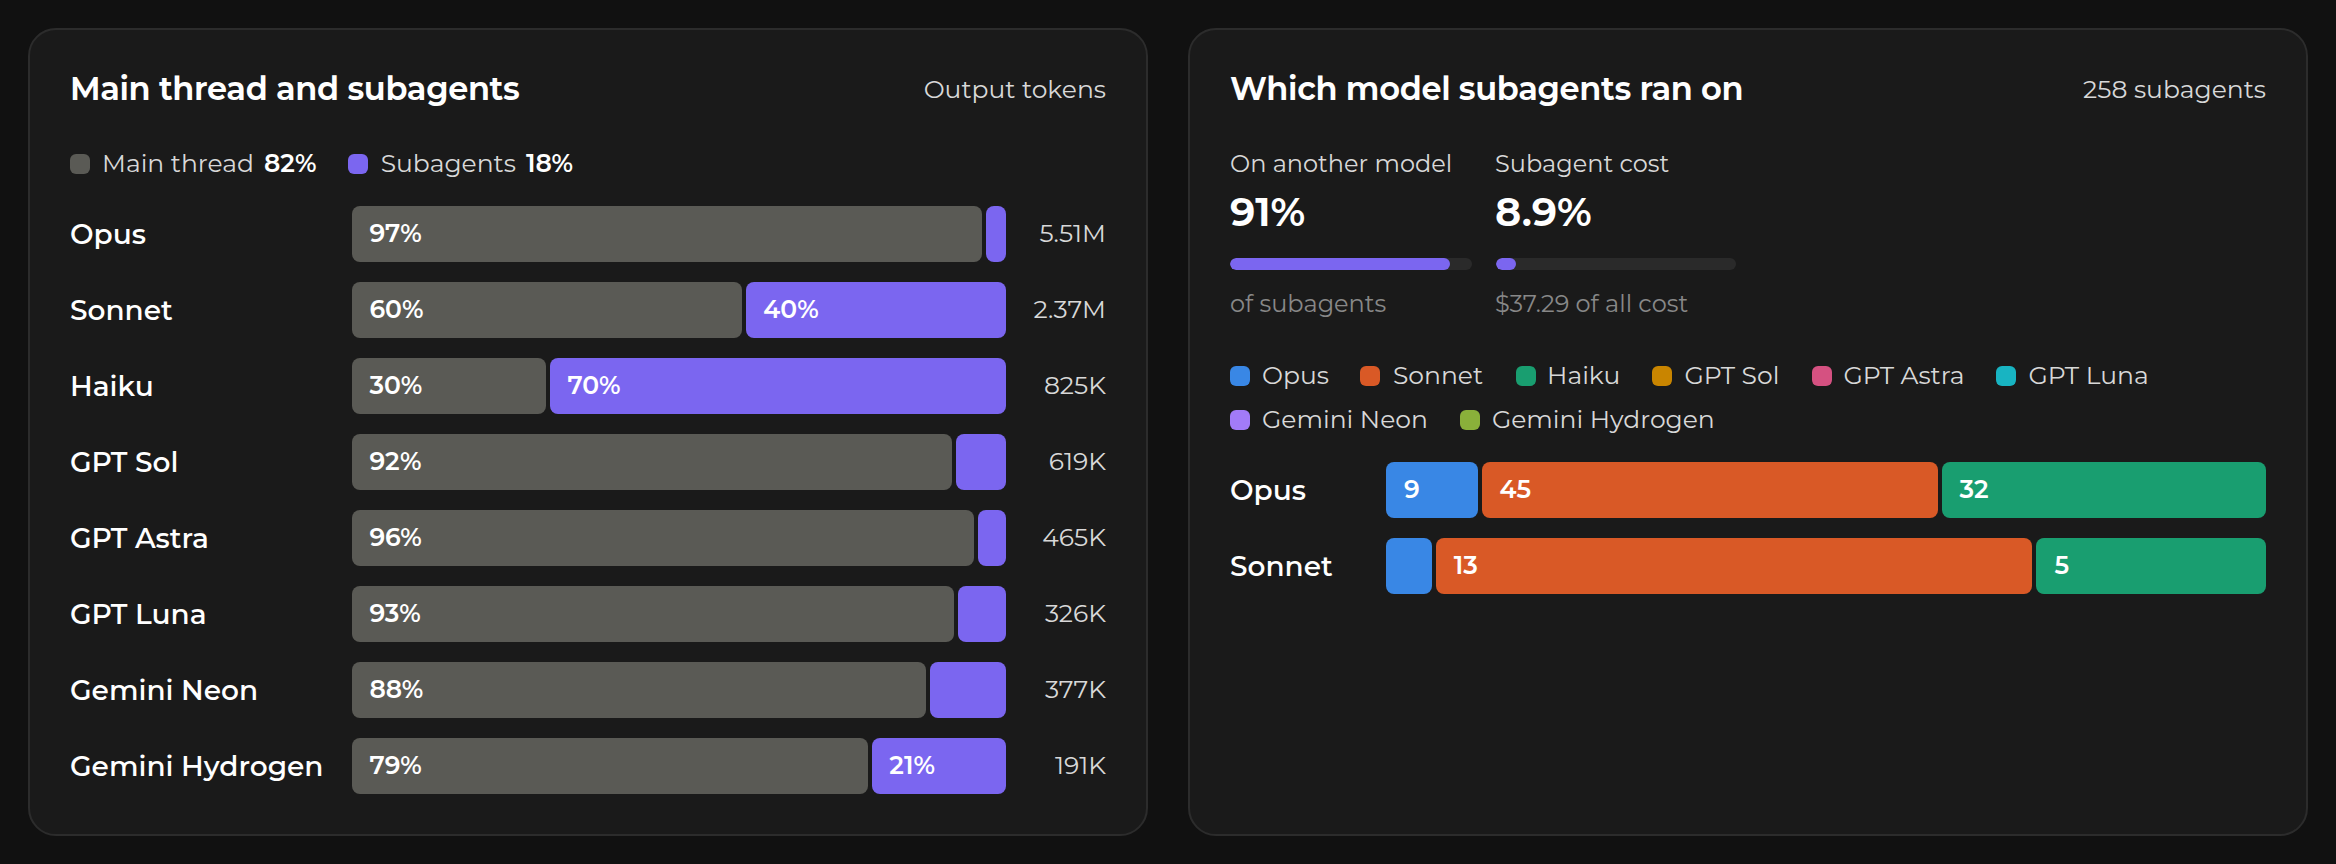 Main thread and subagents
Output tokens
Main thread 82%
Subagents 18%
Opus 97% 5.51M
Sonnet 60% 40% 2.37M
Haiku 30% 70% 825K
GPT Sol 92% 619K
GPT Astra 96% 465K
GPT Luna 93% 326K
Gemini Neon 88% 377K
Gemini Hydrogen 79% 21% 191K
Which model subagents ran on
258 subagents
On another model
91%
of subagents
Subagent cost
8.9%
$37.29 of all cost
Opus Sonnet Haiku GPT Sol GPT Astra GPT Luna
Gemini Neon Gemini Hydrogen
Opus 9 45 32
Sonnet 13 5